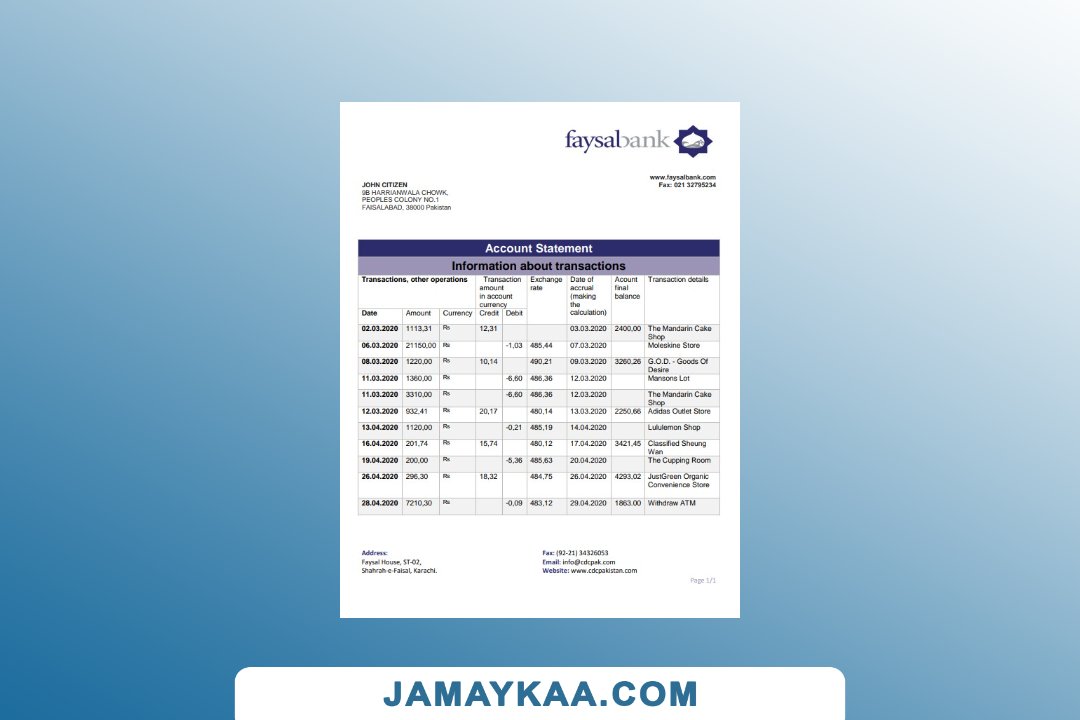 faysalbank
www.faysalbank.com
Fax: 021 32795234
JOHN CITIZEN
9B HARRIANWALA CHOWK,
PEOPLES COLONY NO.1
FAISALABAD, 38000 Pakistan
Account Statement
Information about transactions
Transactions, other operations Transaction amount in account currency Exchange rate Date of accrual (making the calculation) Acount final balance Transaction details
Date Amount Currency Credit Debit
02.03.2020 1113,31 Rs 12,31 03.03.2020 2400,00 The Mandarin Cake Shop
06.03.2020 21150,00 Rs -1,03 485,44 07.03.2020 Moleskine Store
08.03.2020 1220,00 Rs 10,14 490,21 09.03.2020 3260,26 G.O.D. - Goods Of Desire
11.03.2020 1360,00 Rs -6,60 486,36 12.03.2020 Mansons Lot
11.03.2020 3310,00 Rs -6,60 486,36 12.03.2020 The Mandarin Cake Shop
12.03.2020 932,41 Rs 20,17 480,14 13.03.2020 2250,66 Adidas Outlet Store
13.04.2020 1120,00 Rs -0,21 485,19 14.04.2020 Lululemon Shop
16.04.2020 201,74 Rs 15,74 480,12 17.04.2020 3421,45 Classified Sheung Wan
19.04.2020 200,00 Rs -5,36 485,63 20.04.2020 The Cupping Room
26.04.2020 296,30 Rs 18,32 484,75 26.04.2020 4293,02 JustGreen Organic Convenience Store
28.04.2020 7210,30 Rs -0,09 483,12 29.04.2020 1863,00 Withdraw ATM
Address:
Faysal House, ST-02,
Shahrah-e-Faisal, Karachi.
Fax: (92-21) 34326053
Email: info@cdcpak.com
Website: www.cdcpakistan.com
Page 1/1
JAMAYKAA.COM